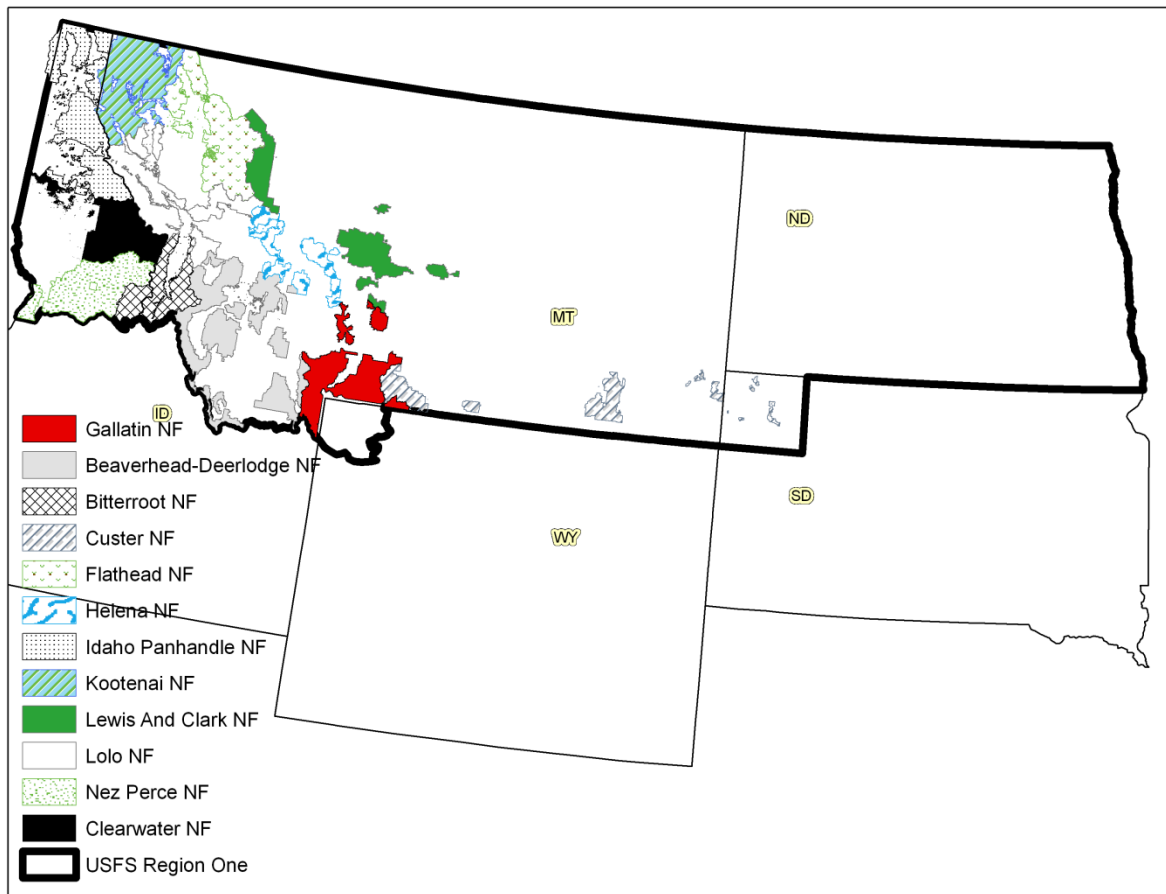 ND
MT
ID
SD
WY
Gallatin NF
Beaverhead-Deerlodge NF
Bitterroot NF
Custer NF
Flathead NF
Helena NF
Idaho Panhandle NF
Kootenai NF
Lewis And Clark NF
Lolo NF
Nez Perce NF
Clearwater NF
USFS Region One